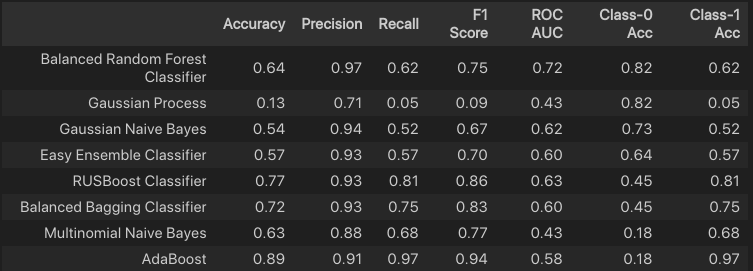 Accuracy Precision Recall F1 Score ROC AUC Class-0 Acc Class-1 Acc
Balanced Random Forest Classifier 0.64 0.97 0.62 0.75 0.72 0.82 0.62
Gaussian Process 0.13 0.71 0.05 0.09 0.43 0.82 0.05
Gaussian Naive Bayes 0.54 0.94 0.52 0.67 0.62 0.73 0.52
Easy Ensemble Classifier 0.57 0.93 0.57 0.70 0.60 0.64 0.57
RUSBoost Classifier 0.77 0.93 0.81 0.86 0.63 0.45 0.81
Balanced Bagging Classifier 0.72 0.93 0.75 0.83 0.60 0.45 0.75
Multinomial Naive Bayes 0.63 0.88 0.68 0.77 0.43 0.18 0.68
AdaBoost 0.89 0.91 0.97 0.94 0.58 0.18 0.97